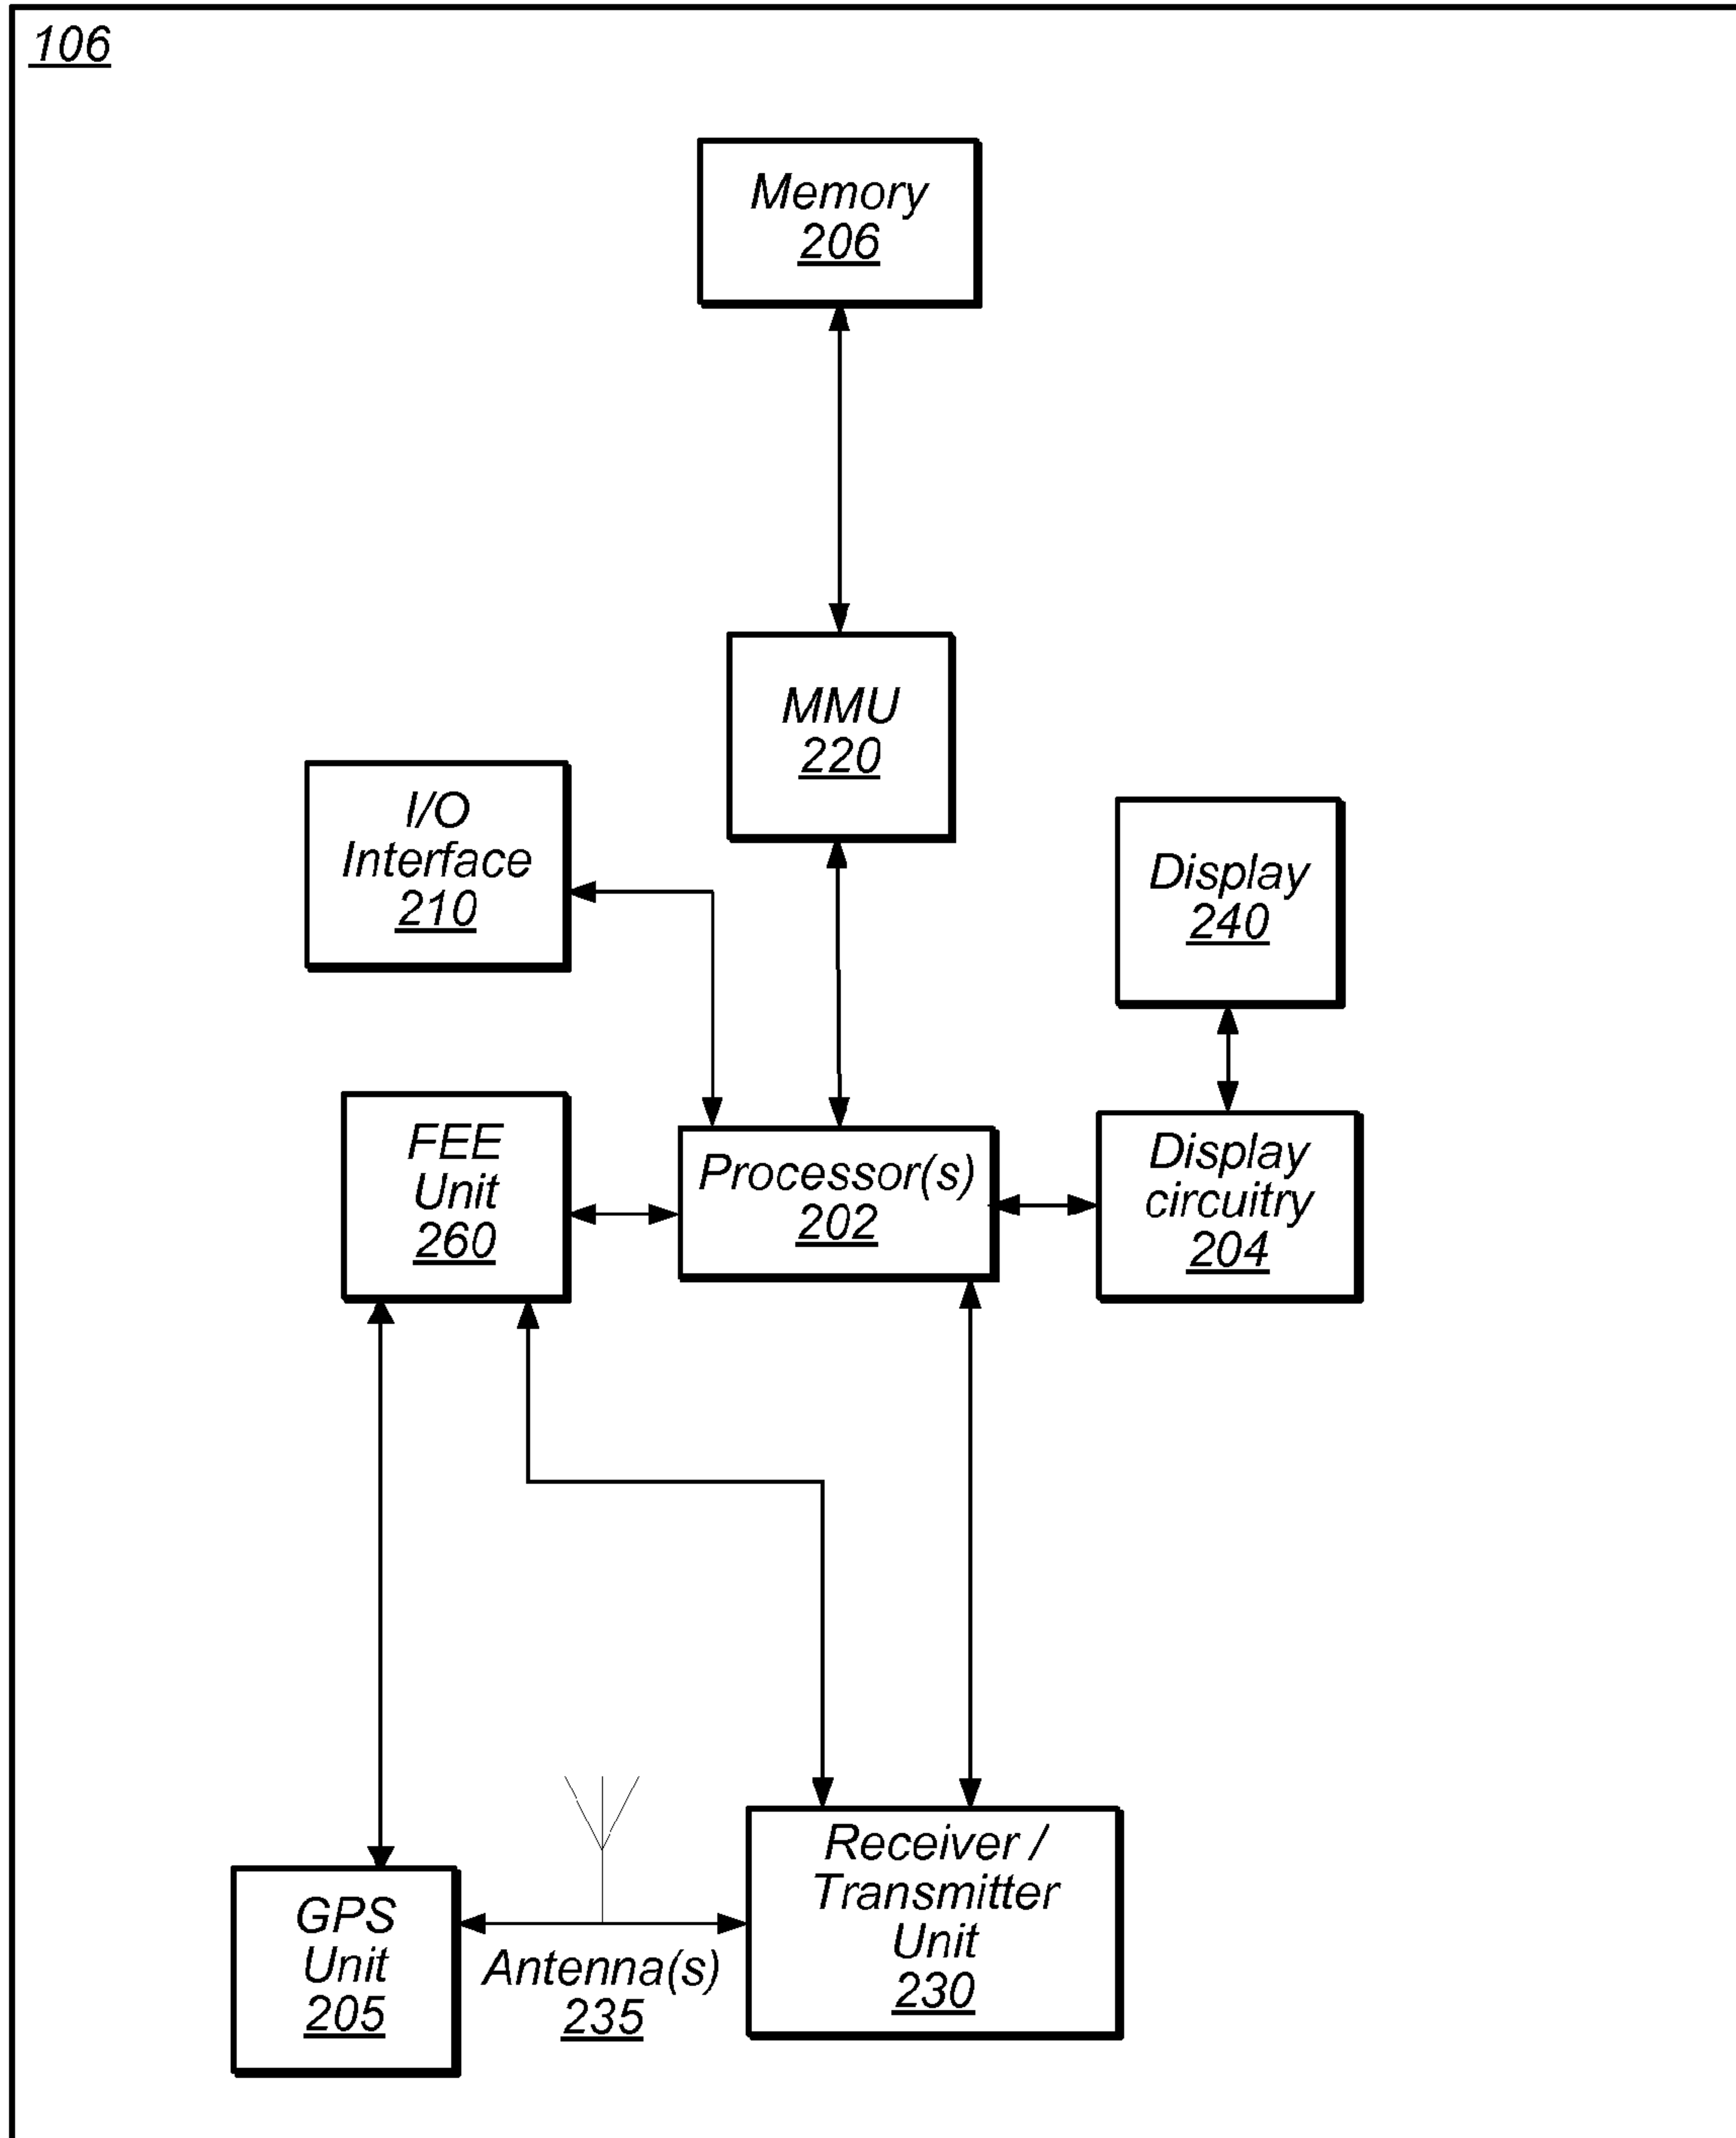 106
Memory
206
MMU
220
I/O
Interface
210
Display
240
FEE
Unit
260
Processor(s)
202
Display
circuitry
204
GPS
Unit
205
Antenna(s)
235
Receiver /
Transmitter
Unit
230